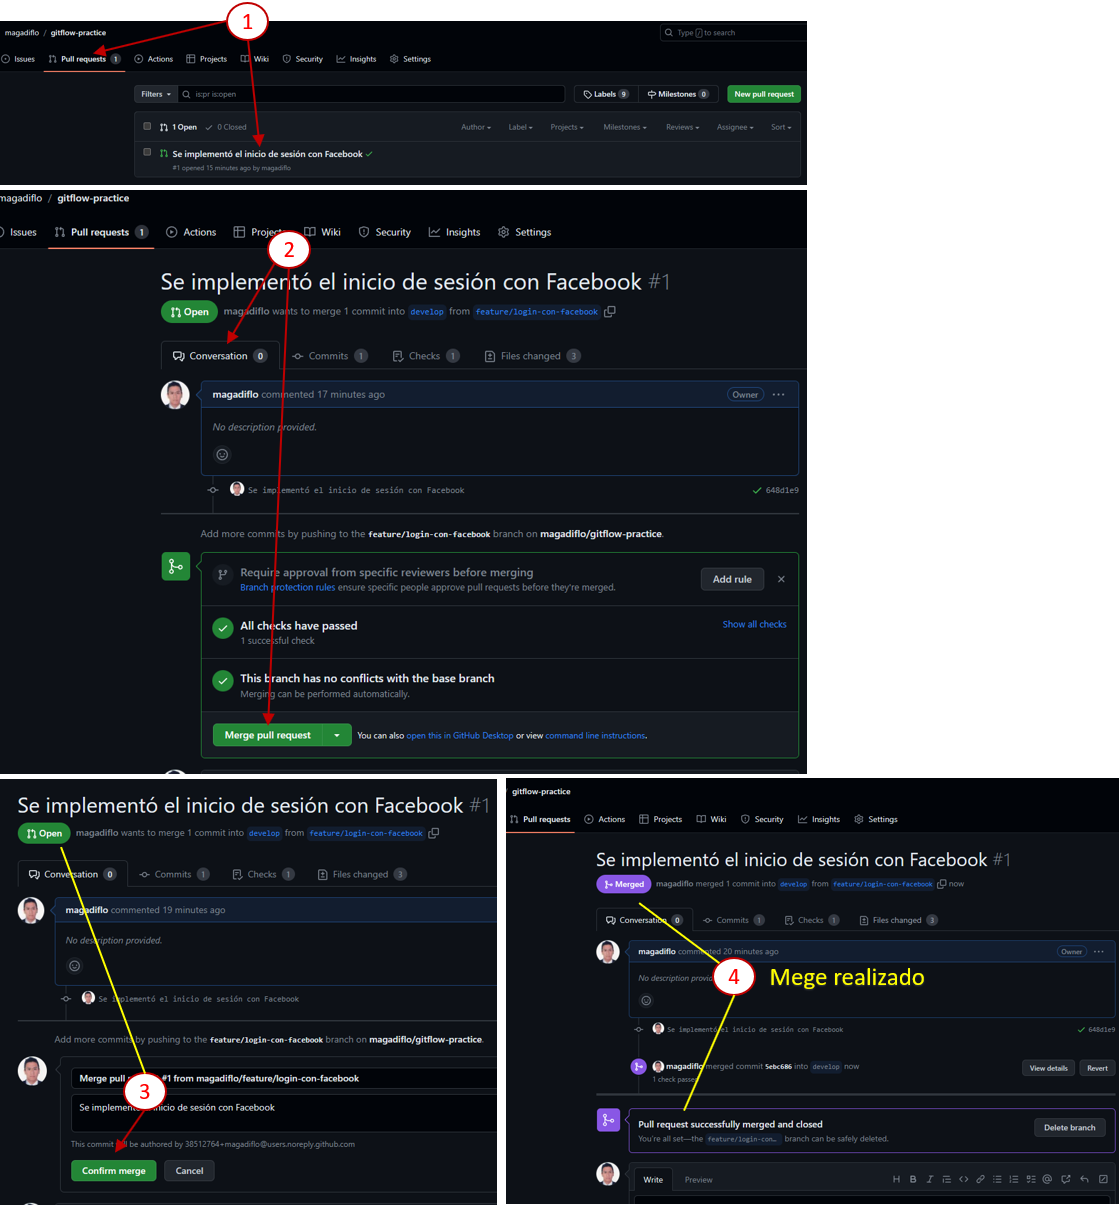 1
magadiflo / gitflow-practice
Type / to search
Issues Pull requests 1 Actions Projects Wiki Security Insights Settings
Filters is:pr is:open Labels 9 Milestones 0 New pull request
1 Open 0 Closed Author Label Projects Milestones Reviews Assignee Sort
Se implementó el inicio de sesión con Facebook
#1 opened 15 minutes ago by magadiflo
magadiflo / gitflow-practice
Issues Pull requests 1 Actions Projects Wiki Security Insights Settings
2
Se implementó el inicio de sesión con Facebook #1
Open magadiflo wants to merge 1 commit into develop from feature/login-con-facebook
Conversation 0 Commits 1 Checks 1 Files changed 3
magadiflo commented 17 minutes ago Owner
No description provided.
Se implementó el inicio de sesión con Facebook 648d1e9
Add more commits by pushing to the feature/login-con-facebook branch on magadiflo/gitflow-practice.
Require approval from specific reviewers before merging
Branch protection rules ensure specific people approve pull requests before they're merged.
Add rule
All checks have passed
1 successful check
Show all checks
This branch has no conflicts with the base branch
Merging can be performed automatically.
Merge pull request You can also open this in GitHub Desktop or view command line instructions.
Se implementó el inicio de sesión con Facebook #1
Open magadiflo wants to merge 1 commit into develop from feature/login-con-facebook
Conversation 0 Commits 1 Checks 1 Files changed 3
magadiflo commented 19 minutes ago
No description provided.
Se implementó el inicio de sesión con Facebook
Add more commits by pushing to the feature/login-con-facebook branch on magadiflo/gitflow-practice.
Merge pull #1 from magadiflo/feature/login-con-facebook
3
Se implement inicio de sesión con Facebook
This commit will be authored by 38512764+magadiflo@users.noreply.github.com
Confirm merge Cancel
/ gitflow-practice
Pull requests Actions Projects Wiki Security Insights Settings
Se implementó el inicio de sesión con Facebook #1
Merged magadiflo merged 1 commit into develop from feature/login-con-facebook now
Conversation 0 Commits 1 Checks 1 Files changed 3
magadiflo commented 20 minutes ago Owner
No description provid
4 Mege realizado
Se implementó el inicio de sesión con Facebook 648d1e9
magadiflo merged commit 5ebc686 into develop now
1 check passed
View details Revert
Pull request successfully merged and closed
You're all set—the feature/login-con… branch can be safely deleted.
Delete branch
Write Preview H B I